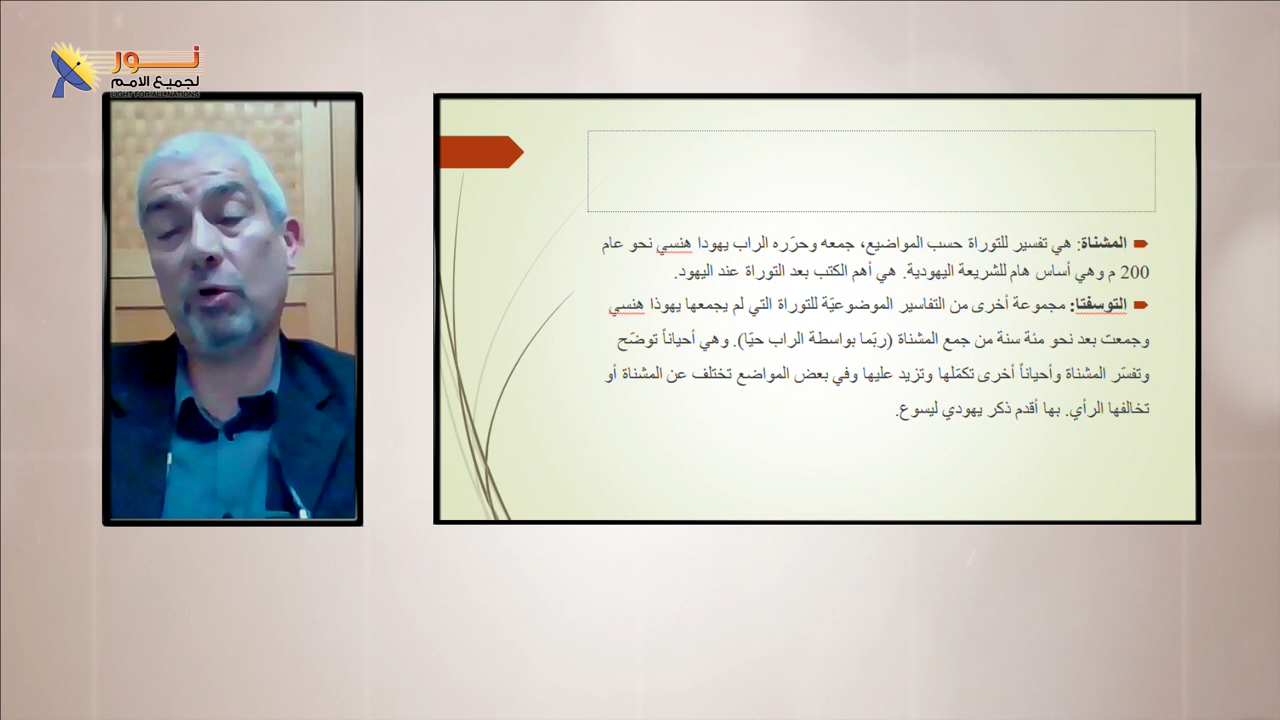 نور
لجميع الامم
LIGHT FOR ALL NATIONS
المشناة: هي تفسير للتوراة حسب المواضيع، جمعه وحرّره الراب يهودا هنسي نحو عام
200 م وهي أساس هام للشريعة اليهودية. هي أهم الكتب بعد التوراة عند اليهود.
التوسفتا: مجموعة أخرى من التفاسير الموضوعيّة للتوراة التي لم يجمعها يهوذا هنسي
وجمعت بعد نحو مئة سنة من جمع المشناة (ربّما بواسطة الراب حيّا). وهي أحياناً توضّح
وتفسّر المشناة وأحياناً أخرى تكمّلها وتزيد عليها وفي بعض المواضع تختلف عن المشناة أو
تخالفها الرأي. بها أقدم ذكر يهودي ليسوع.